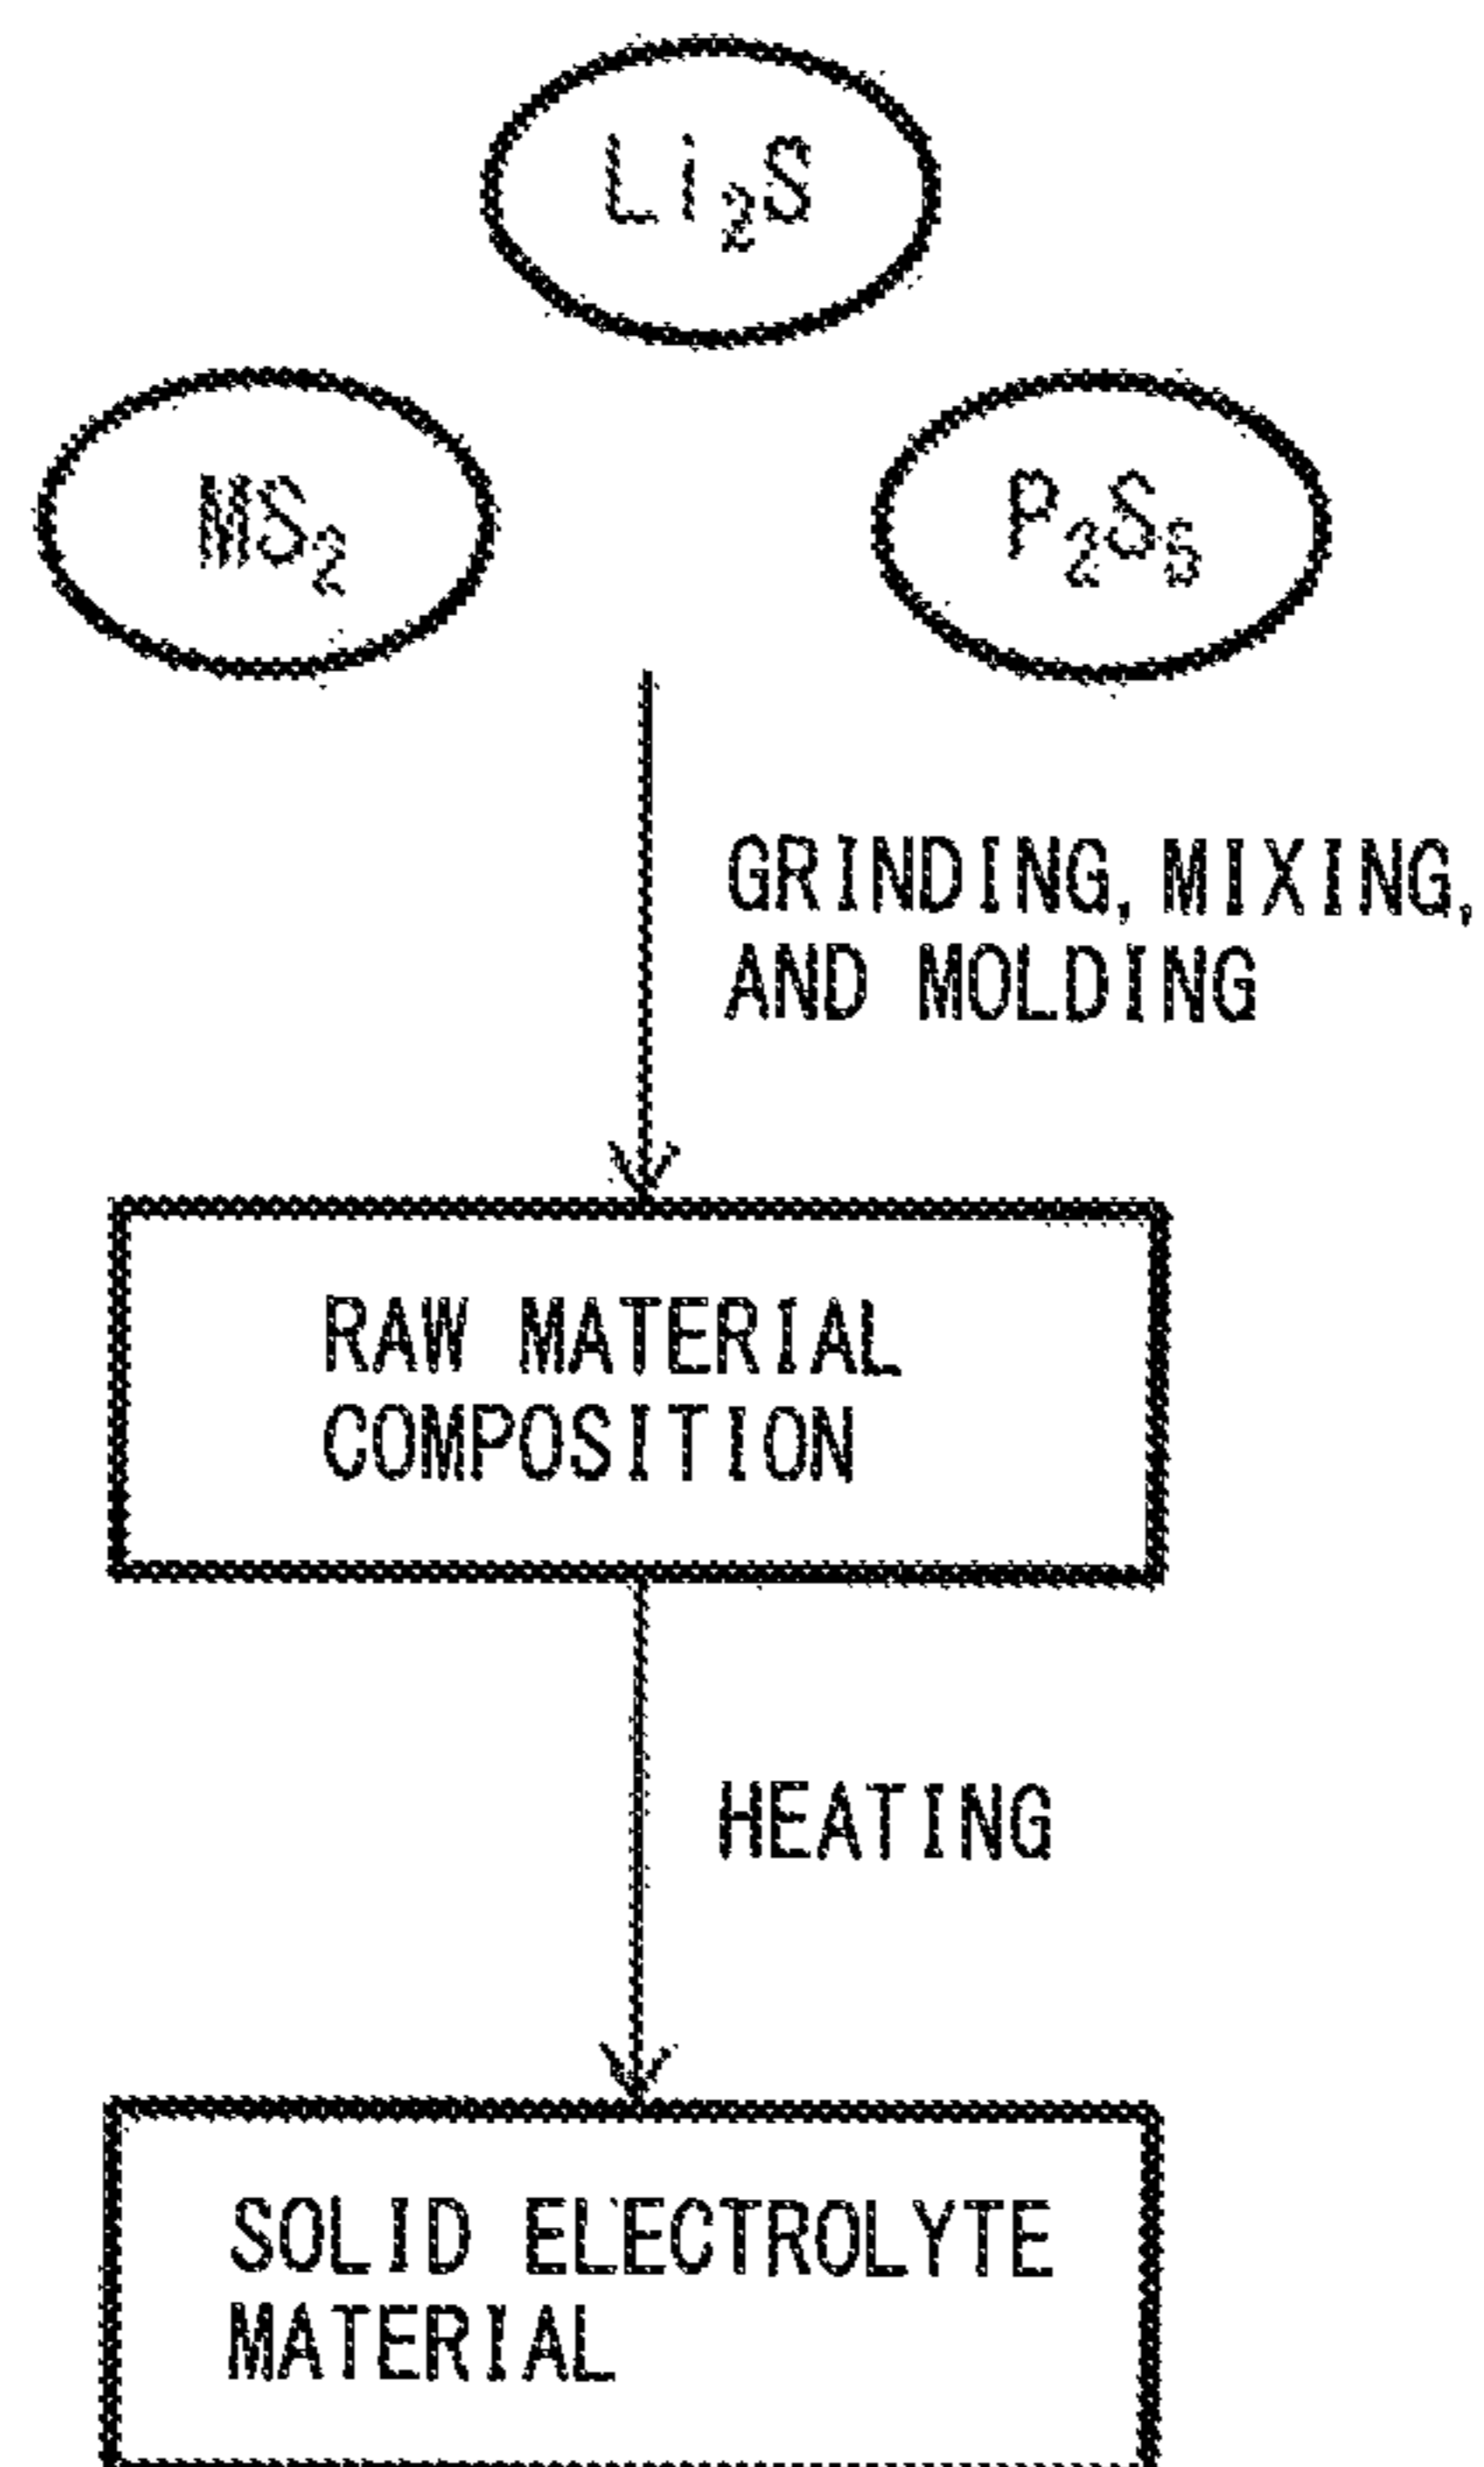 Li₂S
MS₂
P₂S₅
GRINDING, MIXING,
AND MOLDING
RAW MATERIAL
COMPOSITION
HEATING
SOLID ELECTROLYTE
MATERIAL